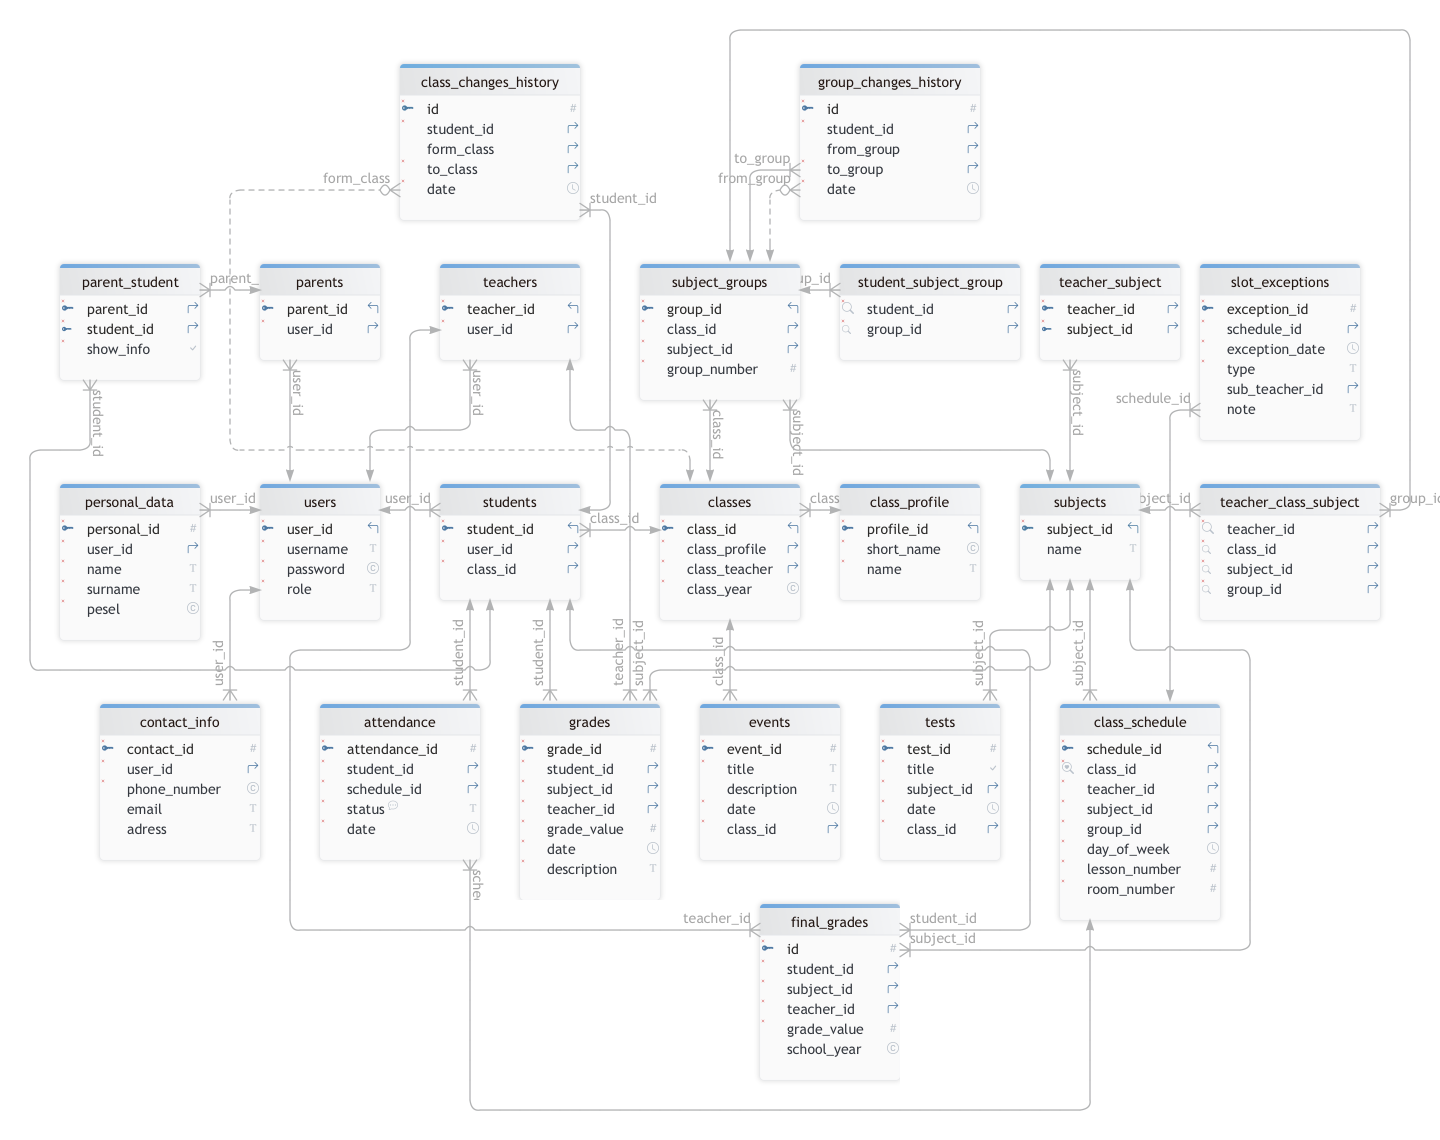 class_changes_history
id
student_id
form_class
to_class
date
group_changes_history
id
student_id
from_group
to_group
date
to_group
from_group
form_class
student_id
parent_student
parent_id
student_id
show_info
parent_
parents
parent_id
user_id
teachers
teacher_id
user_id
subject_groups
group_id
class_id
subject_id
group_number
up_id
student_subject_group
student_id
group_id
teacher_subject
teacher_id
subject_id
slot_exceptions
exception_id
schedule_id
exception_date
type
sub_teacher_id
note
student_id
user_id
user_id
class_id
subject_id
subject_id
schedule_id
personal_data
personal_id
user_id
name
surname
pesel
user_id
users
user_id
username
password
role
user_id
students
student_id
user_id
class_id
class_id
classes
class_id
class_profile
class_teacher
class_year
class
class_profile
profile_id
short_name
name
subjects
subject_id
name
bject_id
teacher_class_subject
teacher_id
class_id
subject_id
group_id
group_id
user_id
student_id
student_id
teacher_id
subject_id
class_id
subject_id
subject_id
contact_info
contact_id
user_id
phone_number
email
adress
attendance
attendance_id
student_id
schedule_id
status
date
sche
grades
grade_id
student_id
subject_id
teacher_id
grade_value
date
description
events
event_id
title
description
date
class_id
tests
test_id
title
subject_id
date
class_id
class_schedule
schedule_id
class_id
teacher_id
subject_id
group_id
day_of_week
lesson_number
room_number
teacher_id
final_grades
id
student_id
subject_id
teacher_id
grade_value
school_year
student_id
subject_id